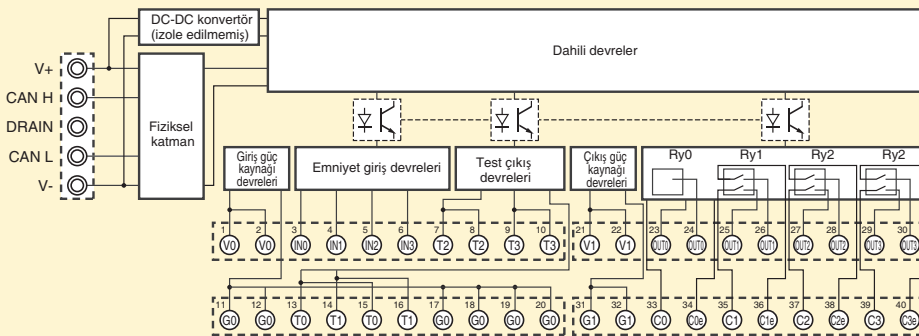 DC-DC konvertör
(izole edilmemiş)
Dahili devreler
V+
CAN H
DRAIN
CAN L
V-
Fiziksel
katman
Giriş güç
kaynağı
devreleri
Emniyet giriş devreleri
Test çıkış
devreleri
Çıkış güç
kaynağı
devreleri
Ry0 Ry1 Ry2 Ry2
1 2 3 4 5 6 7 8 9 10 21 22 23 24 25 26 27 28 29 30
V0 V0 IN0 IN1 IN2 IN3 T2 T2 T3 T3 V1 V1 OUT0 OUT0 OUT1 OUT1 OUT2 OUT2 OUT3 OUT3
11 12 13 14 15 16 17 18 19 20 31 32 33 34 35 36 37 38 39 40
G0 G0 T0 T1 T0 T1 G0 G0 G0 G0 G1 G1 C0 C0e C1 C1e C2 C2e C3 C3e